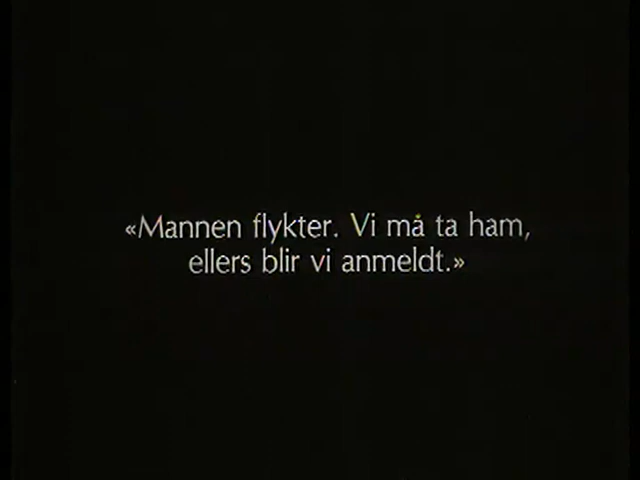 «Mannen flykter. Vi må ta ham,
ellers blir vi anmeldt.»